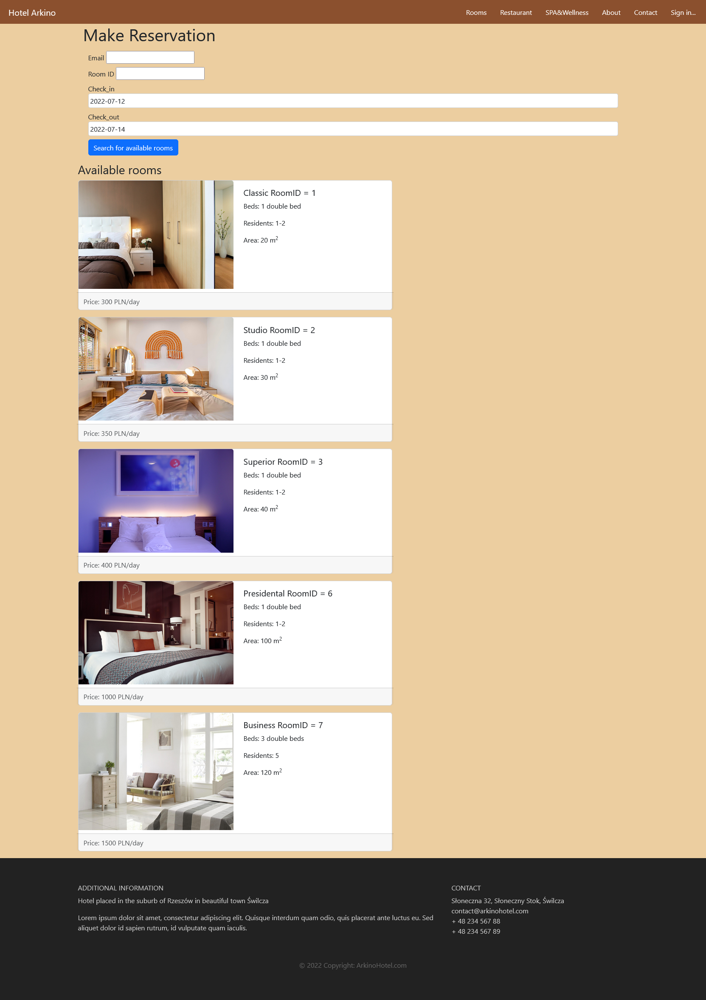 Hotel Arkino
Rooms Restaurant SPA&Wellness About Contact Sign in...
Make Reservation
Email
Room ID
Check_in
2022-07-12
Check_out
2022-07-14
Search for available rooms
Available rooms
Classic RoomID = 1
Beds: 1 double bed
Residents: 1-2
Area: 20 m²
Price: 300 PLN/day
Studio RoomID = 2
Beds: 1 double bed
Residents: 1-2
Area: 30 m²
Price: 350 PLN/day
Superior RoomID = 3
Beds: 1 double bed
Residents: 1-2
Area: 40 m²
Price: 400 PLN/day
Presidental RoomID = 6
Beds: 1 double bed
Residents: 1-2
Area: 100 m²
Price: 1000 PLN/day
Business RoomID = 7
Beds: 3 double beds
Residents: 5
Area: 120 m²
Price: 1500 PLN/day
ADDITIONAL INFORMATION
Hotel placed in the suburb of Rzeszów in beautiful town Świlcza
Lorem ipsum dolor sit amet, consectetur adipiscing elit. Quisque interdum quam odio, quis placerat ante luctus eu. Sed
aliquet dolor id sapien rutrum, id vulputate quam iaculis.
CONTACT
Słoneczna 32, Słoneczny Stok, Świlcza
contact@arkinohotel.com
+ 48 234 567 88
+ 48 234 567 89
© 2022 Copyright: ArkinoHotel.com